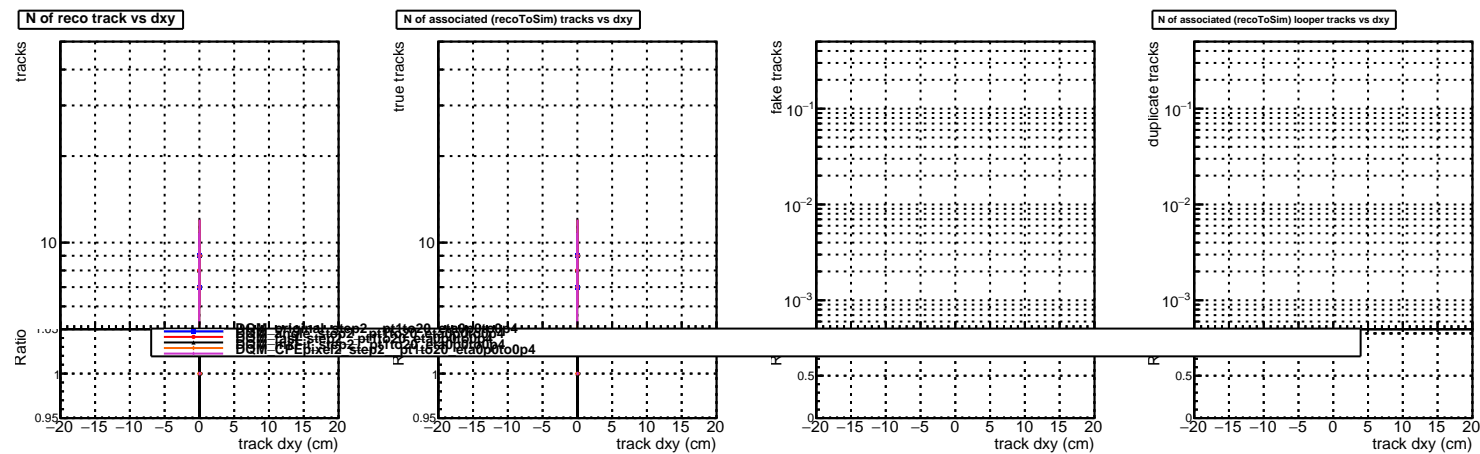 N of reco track vs dxy
N of associated (recoToSim) tracks vs dxy
N of associated (recoToSim) looper tracks vs dxy
tracks
10
true tracks
10
fake tracks
10−1
10−2
10−3
duplicate tracks
10−1
10−2
10−3
DQM_CPEpixel2_step2 pt1to20_eta0p0to0p4
Ratio
1
0.95
−20 −15 −10 −5 0 5 10 15 20
track dxy (cm)
1
0.95
−20 −15 −10 −5 0 5 10 15 20
track dxy (cm)
0.5
0
−20 −15 −10 −5 0 5 10 15 20
track dxy (cm)
0.5
0
−20 −15 −10 −5 0 5 10 15 20
track dxy (cm)